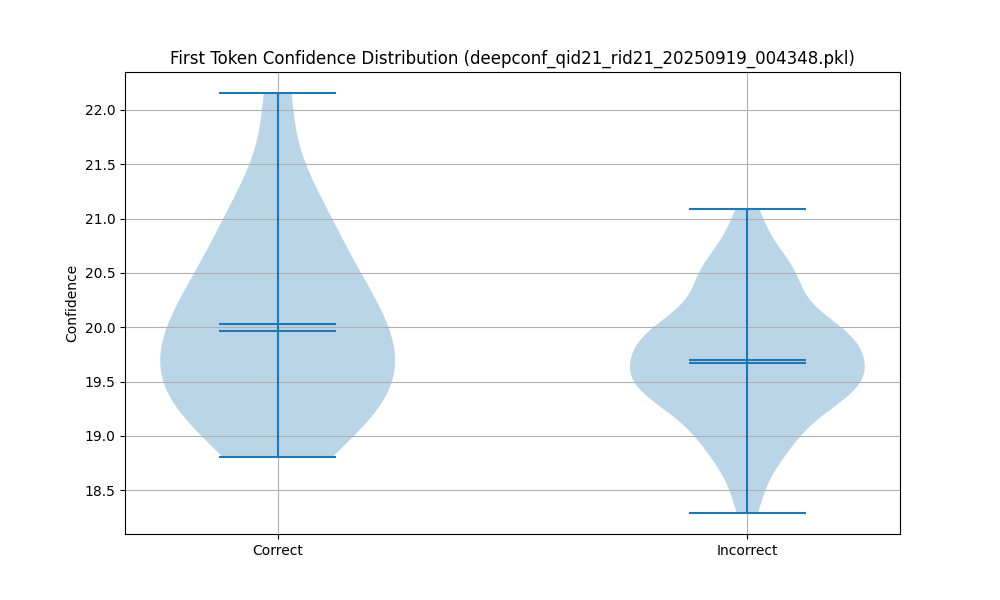 First Token Confidence Distribution (deepconf_qid21_rid21_20250919_004348.pkl)
Confidence
22.0
21.5
21.0
20.5
20.0
19.5
19.0
18.5
Correct
Incorrect